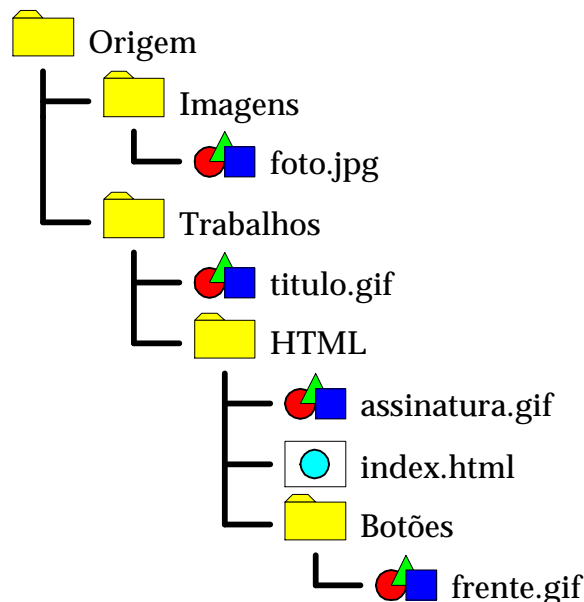 Origem
Imagens
foto.jpg
Trabalhos
titulo.gif
HTML
assinatura.gif
index.html
Botões
frente.gif